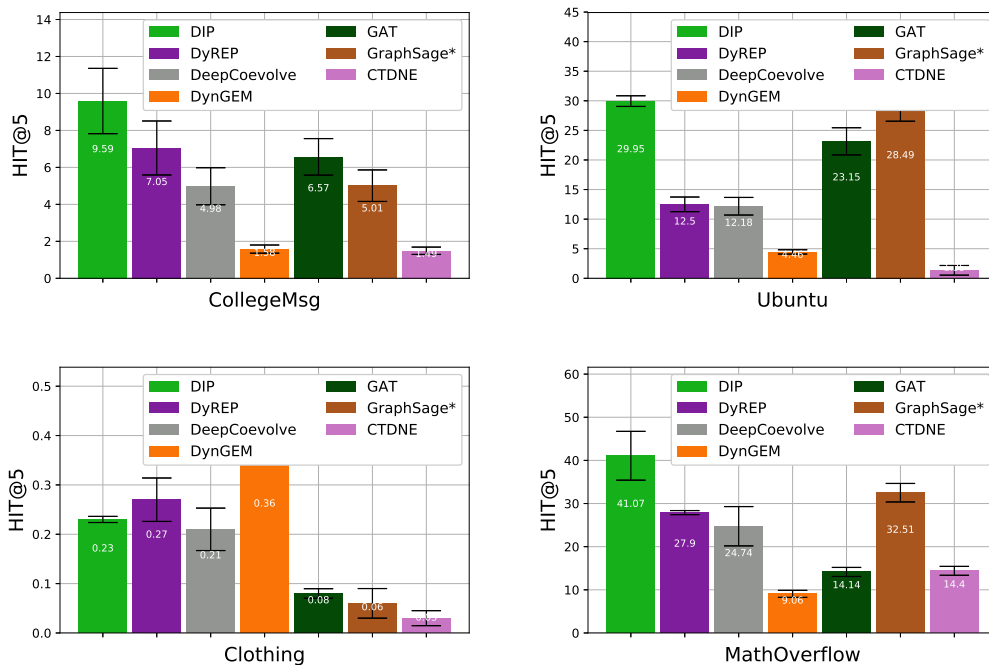 HIT@5
14
12
10
8
6
4
2
0
DIP
DyREP
DeepCoevolve
DynGEM
GAT
GraphSage*
CTDNE
9.59
7.05
4.98
1.58
6.57
5.01
1.49
CollegeMsg
HIT@5
45
40
35
30
25
20
15
10
5
0
DIP
DyREP
DeepCoevolve
DynGEM
GAT
GraphSage*
CTDNE
29.95
12.5
12.18
4.46
23.15
28.49
Ubuntu
HIT@5
0.5
0.4
0.3
0.2
0.1
0.0
DIP
DyREP
DeepCoevolve
DynGEM
GAT
GraphSage*
CTDNE
0.23
0.27
0.21
0.36
0.08
0.06
0.03
Clothing
HIT@5
60
50
40
30
20
10
0
DIP
DyREP
DeepCoevolve
DynGEM
GAT
GraphSage*
CTDNE
41.07
27.9
24.74
9.06
14.14
32.51
14.4
MathOverflow